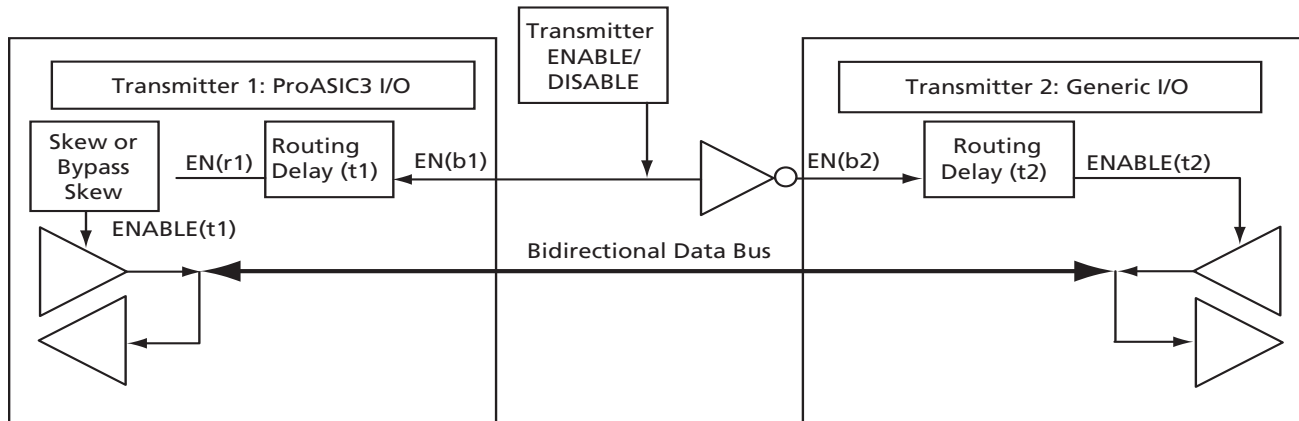 Transmitter
ENABLE/
DISABLE
Transmitter 1: ProASIC3 I/O
Transmitter 2: Generic I/O
Skew or
Bypass
Skew
EN(r1)
Routing
Delay (t1)
EN(b1)
EN(b2)
Routing
Delay (t2)
ENABLE(t2)
ENABLE(t1)
Bidirectional Data Bus